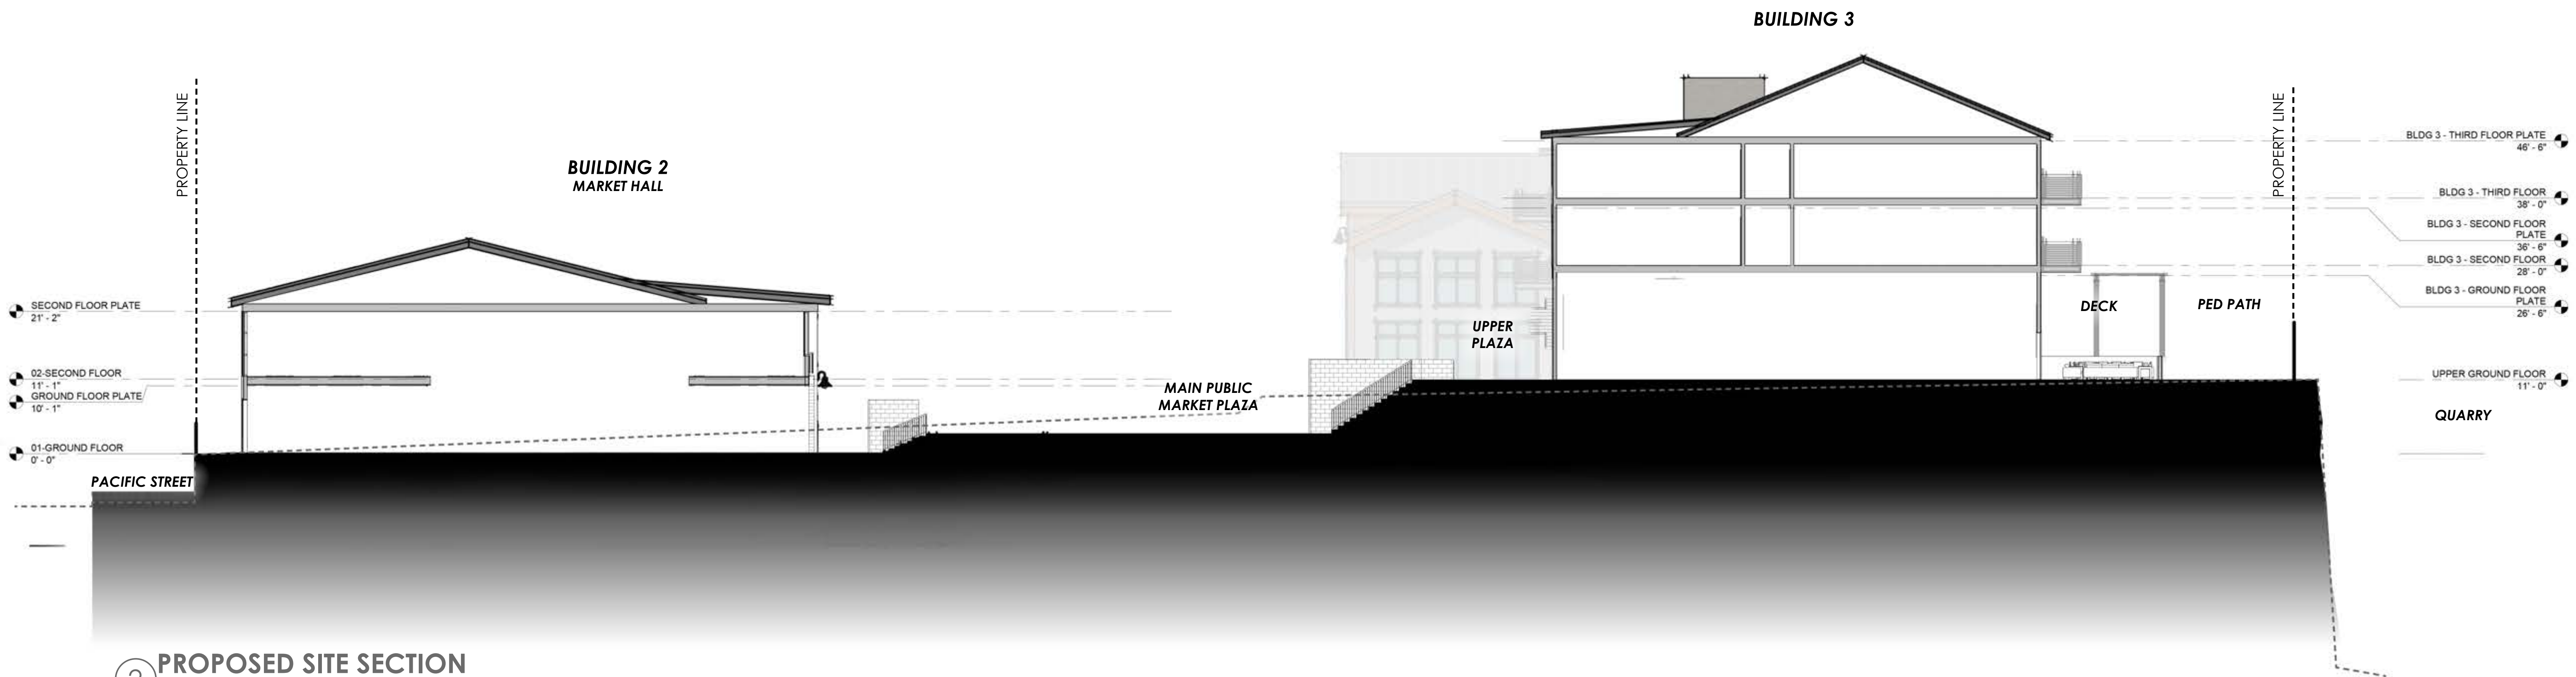 BUILDING 3
PROPERTY LINE
BUILDING 2
MARKET HALL
PROPERTY LINE
BLDG 3 - THIRD FLOOR PLATE
46' - 6"
BLDG 3 - THIRD FLOOR
38' - 0"
BLDG 3 - SECOND FLOOR
PLATE
36' - 6"
BLDG 3 - SECOND FLOOR
28' - 0"
BLDG 3 - GROUND FLOOR
PLATE
26' - 6"
SECOND FLOOR PLATE
21' - 2"
UPPER
PLAZA
DECK
PED PATH
02-SECOND FLOOR
11' - 1"
GROUND FLOOR PLATE
10' - 1"
MAIN PUBLIC
MARKET PLAZA
UPPER GROUND FLOOR
11' - 0"
QUARRY
01-GROUND FLOOR
0' - 0"
PACIFIC STREET
PROPOSED SITE SECTION